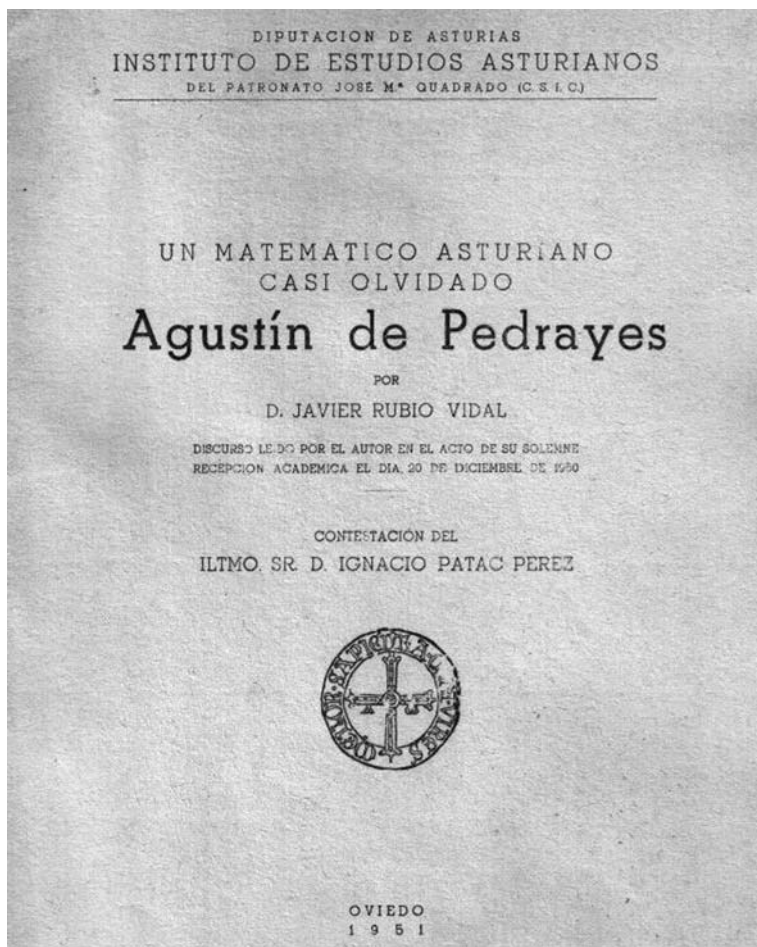 DIPUTACION DE ASTURIAS
INSTITUTO DE ESTUDIOS ASTURIANOS
DEL PATRONATO JOSÉ Mª QUADRADO (C. S. I. C.)
UN MATEMATICO ASTURIANO
CASI OLVIDADO
Agustín de Pedrayes
POR
D. JAVIER RUBIO VIDAL
DISCURSO LEIDO POR EL AUTOR EN EL ACTO DE SU SOLEMNE
RECEPCION ACADEMICA EL DIA 20 DE DICIEMBRE DE 1950
CONTESTACIÓN DEL
ILTMO. SR. D. IGNACIO PATAC PEREZ
OVIEDO
1951